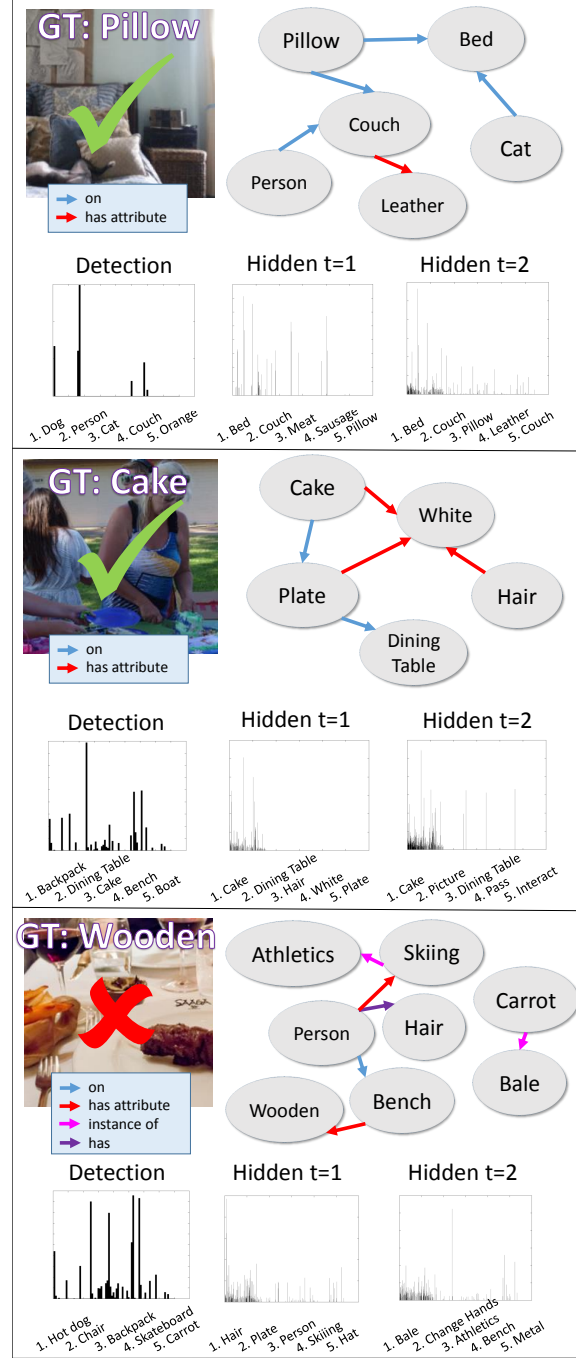 GT: Pillow
on
has attribute
Pillow
Bed
Couch
Cat
Person
Leather
Detection
Hidden t=1
Hidden t=2
1. Dog
2. Person
3. Cat
4. Couch
5. Orange
1. Bed
2. Couch
3. Meat
4. Sausage
5. Pillow
1. Bed
2. Couch
3. Pillow
4. Leather
5. Couch
GT: Cake
on
has attribute
Cake
White
Plate
Hair
Dining
Table
Detection
Hidden t=1
Hidden t=2
1. Backpack
2. Dining Table
3. Cake
4. Bench
5. Boat
1. Cake
2. Dining Table
3. Hair
4. White
5. Plate
1. Cake
2. Picture
3. Dining Table
4. Pass
5. Interact
GT: Wooden
on
has attribute
instance of
has
Athletics
Skiing
Carrot
Person
Hair
Bale
Wooden
Bench
Detection
Hidden t=1
Hidden t=2
1. Hot dog
2. Chair
3. Backpack
4. Skateboard
5. Carrot
1. Hair
2. Plate
3. Person
4. Skiiing
5. Hat
1. Bale
2. Change Hands
3. Athletics
4. Bench
5. Metal